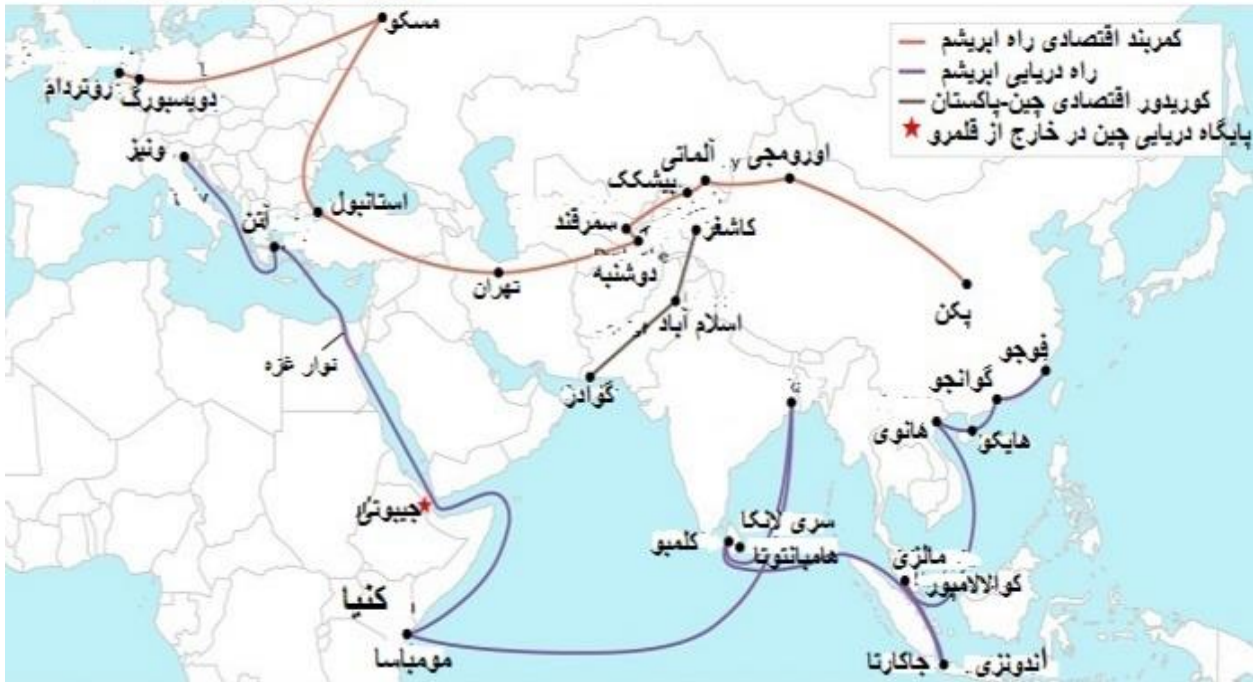 کمربند اقتصادی راه ابریشم
راه دریایی ابریشم
کوریدور اقتصادی چین-پاکستان
پایگاه دریایی چین در خارج از قلمرو
مسکو
روتردام
دویسبورگ
ونیز
استانبول
آتن
تهران
سمرقند
دوشنبه
بیشکک
آلماتی
اورومجی
کاشغر
اسلام آباد
گوادر
پکن
فوجو
گوانجو
هایکو
هانوی
نوار غزه
جیبوتی
کنیا
مومباسا
کلمبو
سری لانکا
هامبانتوتا
مالزی
کوالالامپور
جاکارتا
اندونزی